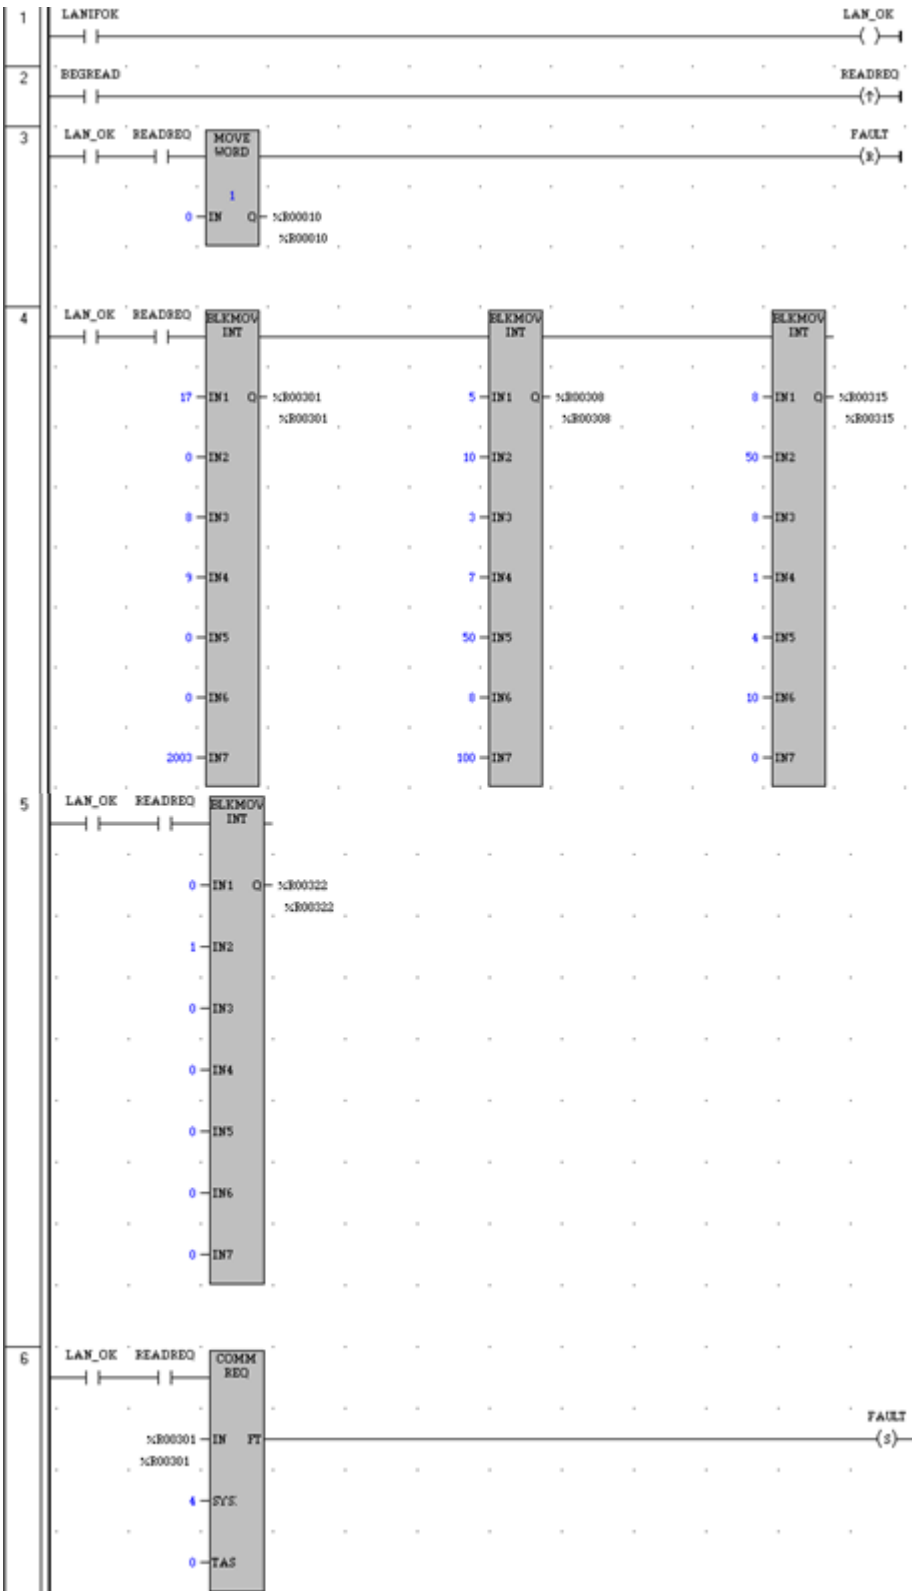 1
LANIFOK LAN_OK
2
BEGREAD READREQ
(↑)
3
LAN_OK READREQ MOVE WORD FAULT
(R)
1
0 IN Q %R00010
%R00010
4
LAN_OK READREQ BLKMOV INT BLKMOV INT BLKMOV INT
17 IN1 Q %R00301 5 IN1 Q %R00308 8 IN1 Q %R00315
%R00301 %R00308 %R00315
0 IN2 10 IN2 50 IN2
8 IN3 3 IN3 8 IN3
9 IN4 7 IN4 1 IN4
0 IN5 50 IN5 4 IN5
0 IN6 8 IN6 10 IN6
2003 IN7 100 IN7 0 IN7
5
LAN_OK READREQ BLKMOV INT
0 IN1 Q %R00322
%R00322
1 IN2
0 IN3
0 IN4
0 IN5
0 IN6
0 IN7
6
LAN_OK READREQ COMM REQ
FAULT
%R00301 IN FT (S)
%R00301
4 SYS
0 TAS